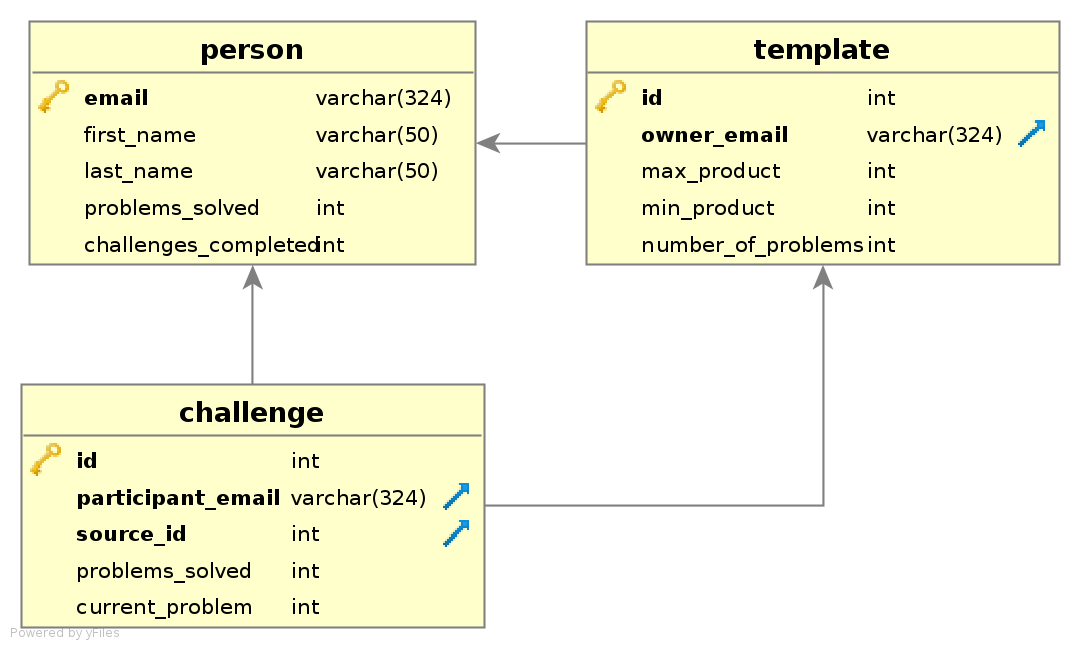 person
email varchar(324)
first_name varchar(50)
last_name varchar(50)
problems_solved int
challenges_completed int
template
id int
owner_email varchar(324)
max_product int
min_product int
number_of_problems int
challenge
id int
participant_email varchar(324)
source_id int
problems_solved int
current_problem int
Powered by yFiles